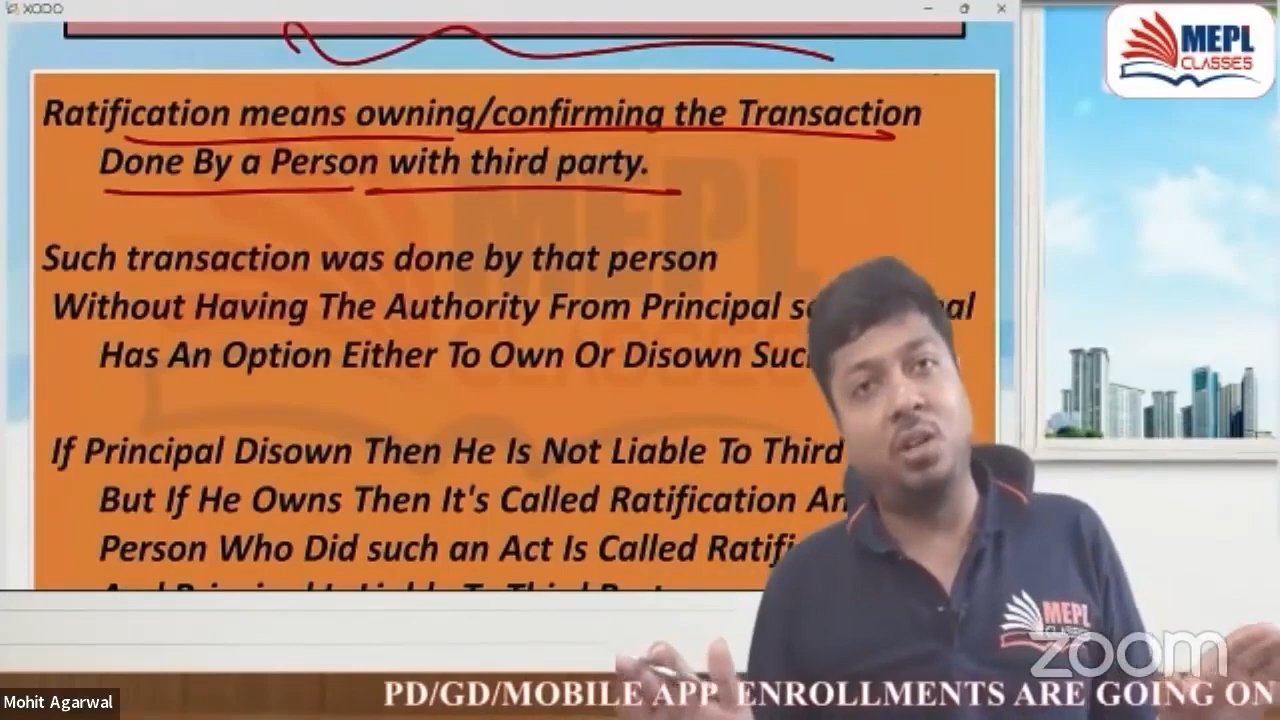 XODO
MEPL
CLASSES
Ratification means owning/confirming the Transaction
Done By a Person with third party.
Such transaction was done by that person
Without Having The Authority From Principal
Has An Option Either To Own Or Disown
If Principal Disown Then He Is Not Liable To Third
But If He Owns Then It's Called Ratification
Person Who Did such an Act Is Called
MEPL
zoom
Mohit Agarwal
PD/GD/MOBILE APP ENROLLMENTS ARE GOING ON